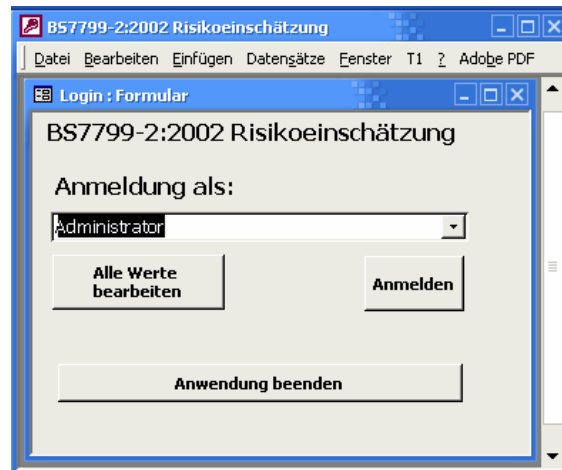 BS7799-2:2002 Risikoeinschätzung
Datei Bearbeiten Einfügen Datensätze Fenster T1 ? Adobe PDF
Login : Formular
BS7799-2:2002 Risikoeinschätzung
Anmeldung als:
Administrator
Alle Werte
bearbeiten
Anmelden
Anwendung beenden